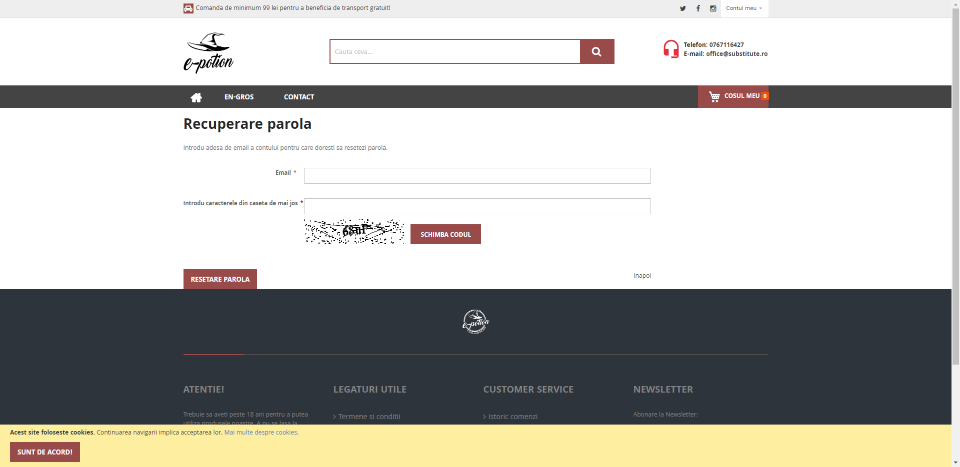 Comanda de minimum 99 lei pentru a beneficia de transport gratuit!
Contul meu
e-potion
Cauta ceva...
Telefon: 0767116427
E-mail: office@substitute.ro
EN-GROS
CONTACT
COSUL MEU 0
Recuperare parola
Introdu adesa de email a contului pentru care doresti sa resetezi parola.
Email *
Introdu caracterele din caseta de mai jos *
SCHIMBA CODUL
RESETARE PAROLA
Inapoi
e-potion
ATENTIE!
LEGATURI UTILE
CUSTOMER SERVICE
NEWSLETTER
Trebuie sa aveti peste 18 ani pentru a putea
> Termene si conditii
> Istoric comenzi
Abonare la Newsletter:
Acest site foloseste cookies. Continuarea navigarii implica acceptarea lor. Mai multe despre cookies.
SUNT DE ACORD!